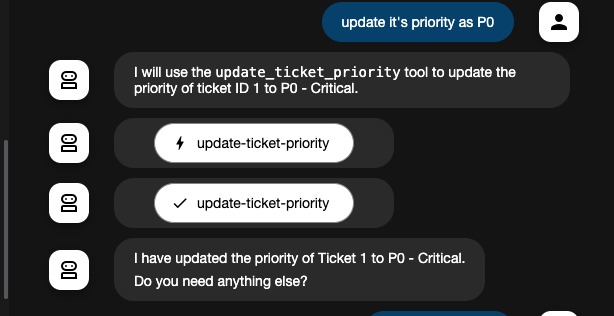 update it's priority as P0
I will use the update_ticket_priority tool to update the
priority of ticket ID 1 to P0 - Critical.
update-ticket-priority
update-ticket-priority
I have updated the priority of Ticket 1 to P0 - Critical.
Do you need anything else?